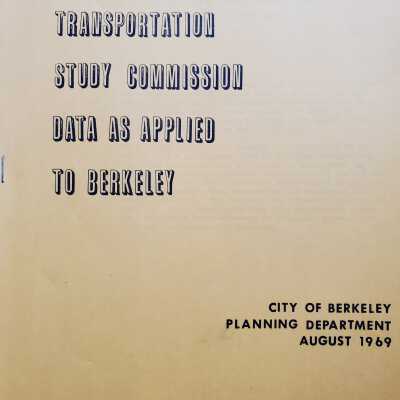 TRANSPORTATION
STUDY COMMISSION
DATA AS APPLIED
TO BERKELEY
CITY OF BERKELEY
PLANNING DEPARTMENT
AUGUST 1969